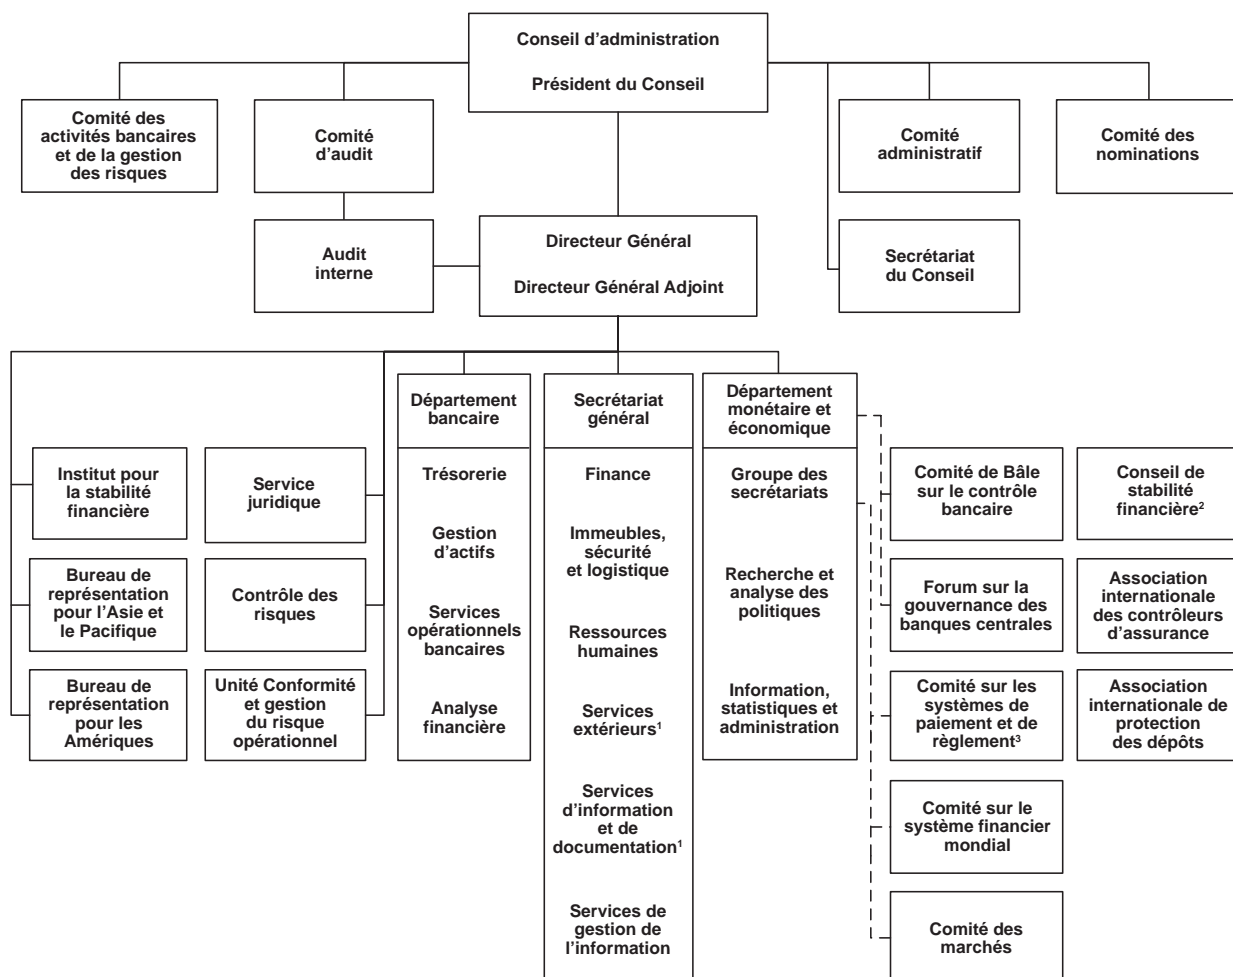 Conseil d'administration
Président du Conseil
Comité des
activités bancaires
et de la gestion
des risques
Comité
d'audit
Comité
administratif
Comité des
nominations
Audit
interne
Directeur Général
Directeur Général Adjoint
Secrétariat
du Conseil
Département
bancaire
Trésorerie
Gestion
d'actifs
Services
opérationnels
bancaires
Analyse
financière
Secrétariat
général
Finance
Immeubles,
sécurité
et logistique
Ressources
humaines
Services
extérieurs¹
Services
d'information
et de
documentation¹
Services de
gestion de
l'information
Département
monétaire et
économique
Groupe des
secrétariats
Recherche et
analyse des
politiques
Information,
statistiques et
administration
Institut pour
la stabilité
financière
Service
juridique
Bureau de
représentation
pour l'Asie et
le Pacifique
Contrôle des
risques
Bureau de
représentation
pour les
Amériques
Unité Conformité
et gestion
du risque
opérationnel
Comité de Bâle
sur le contrôle
bancaire
Conseil de
stabilité
financière²
Forum sur la
gouvernance des
banques centrales
Association
internationale
des contrôleurs
d'assurance
Comité sur les
systèmes de
paiement et de
règlement³
Association
internationale de
protection
des dépôts
Comité sur le
système financier
mondial
Comité des
marchés